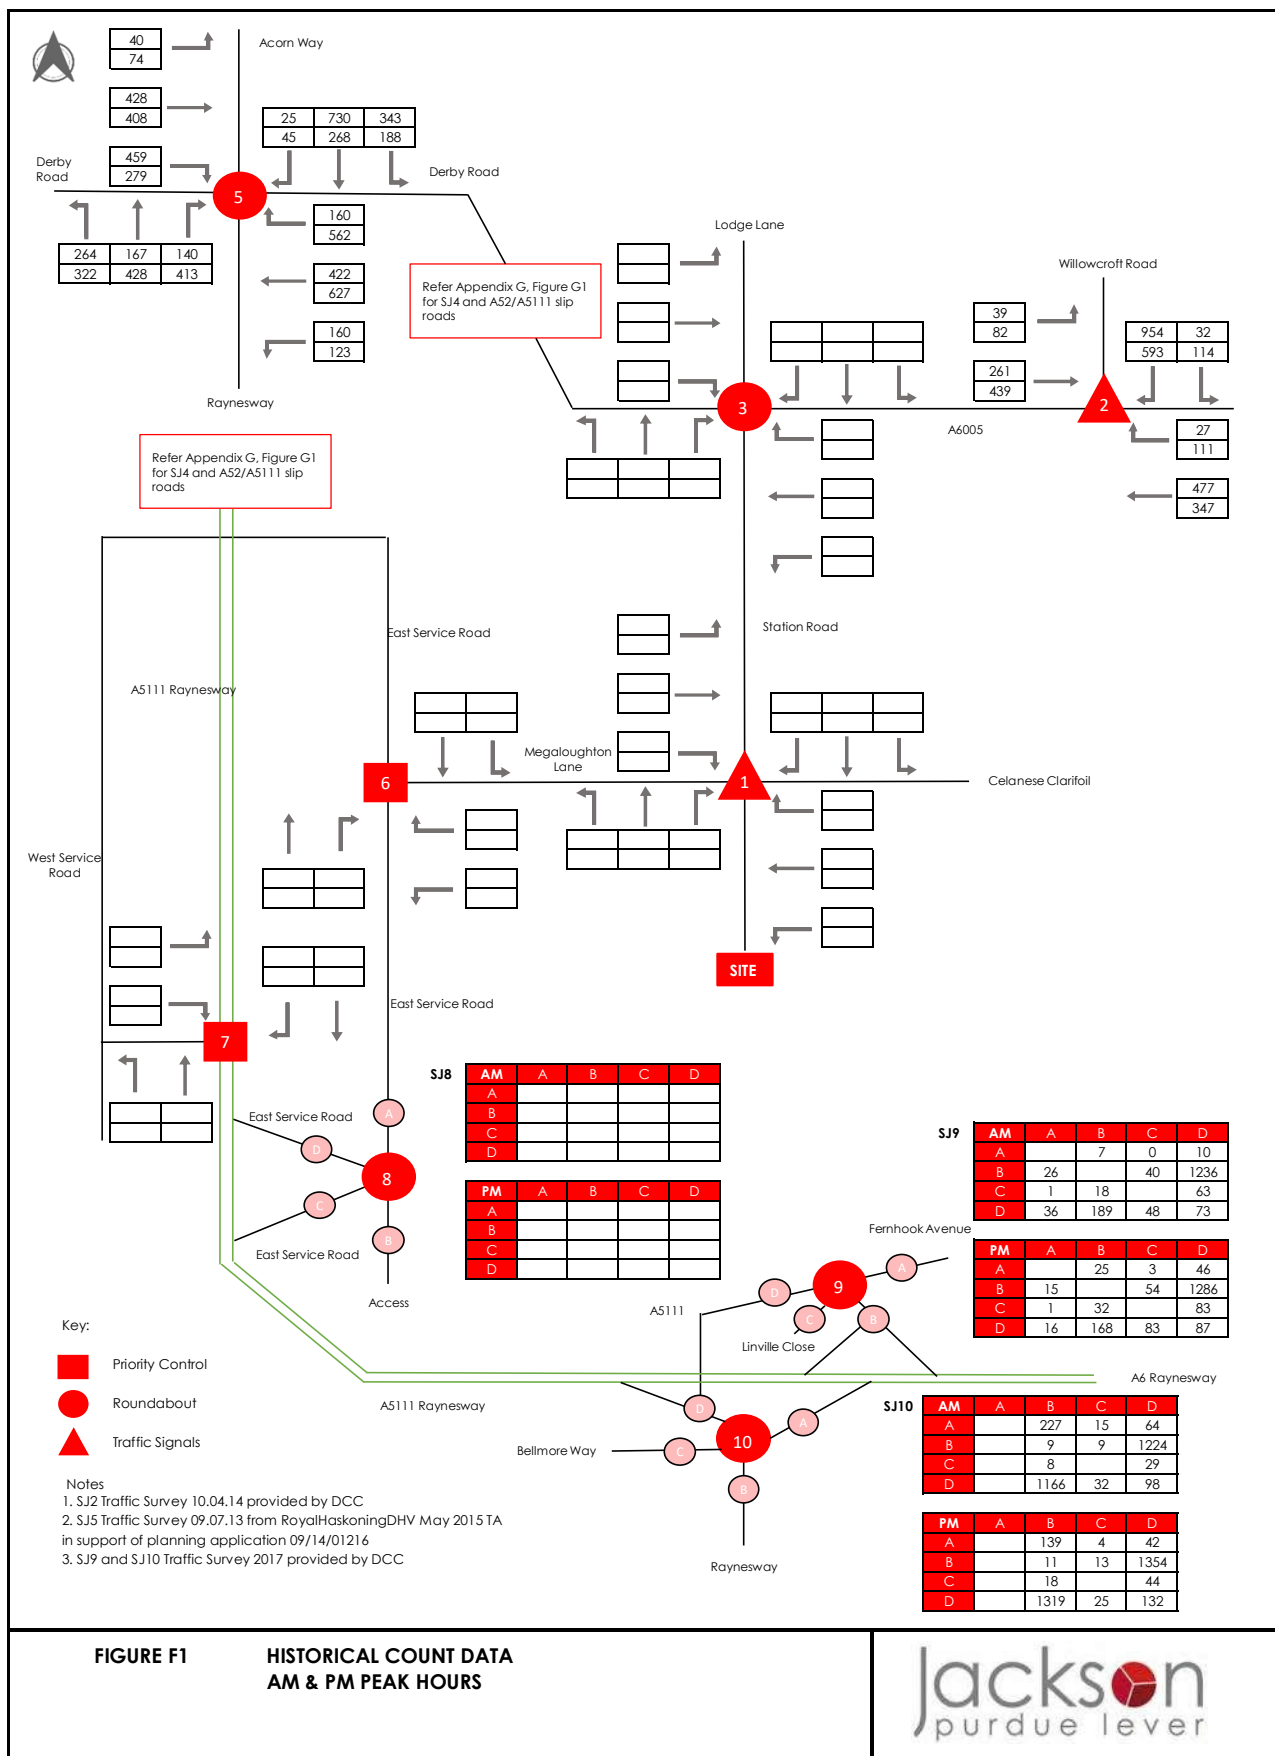 40
74
Acorn Way
428
408
25 730 343
45 268 188
459
279
Derby
Road
Derby Road
5
160
562
264 167 140
322 428 413
422
627
160
123
Raynesway
Lodge Lane
Willowcroft Road
Refer Appendix G, Figure G1
for SJ4 and A52/A5111 slip
roads
39
82
954 32
593 114
261
439
3
2
A6005
27
111
477
347
Refer Appendix G, Figure G1
for SJ4 and A52/A5111 slip
roads
East Service Road
Station Road
A5111 Raynesway
Megaloughton
Lane
6
1
Celanese Clarifoil
West Service
Road
SITE
East Service Road
7
SJ8
AM A B C D
A
B
C
D
A
East Service Road
D
8
C
B
East Service Road
Access
PM A B C D
A
B
C
D
SJ9
AM A B C D
A 7 0 10
B 26 40 1236
C 1 18 63
D 36 189 48 73
Fernhook Avenue
PM A B C D
A 25 3 46
B 15 54 1286
C 1 32 83
D 16 168 83 87
A
9
D
A5111
C
B
Linville Close
Key:
Priority Control
Roundabout
Traffic Signals
A6 Raynesway
A5111 Raynesway
D
A
Bellmore Way
C
10
B
Raynesway
SJ10
AM A B C D
A 227 15 64
B 9 9 1224
C 8 29
D 1166 32 98
PM A B C D
A 139 4 42
B 11 13 1354
C 18 44
D 1319 25 132
Notes
1. SJ2 Traffic Survey 10.04.14 provided by DCC
2. SJ5 Traffic Survey 09.07.13 from RoyalHaskoningDHV May 2015 TA
in support of planning application 09/14/01216
3. SJ9 and SJ10 Traffic Survey 2017 provided by DCC
FIGURE F1 HISTORICAL COUNT DATA
AM & PM PEAK HOURS
jackson
purdue lever